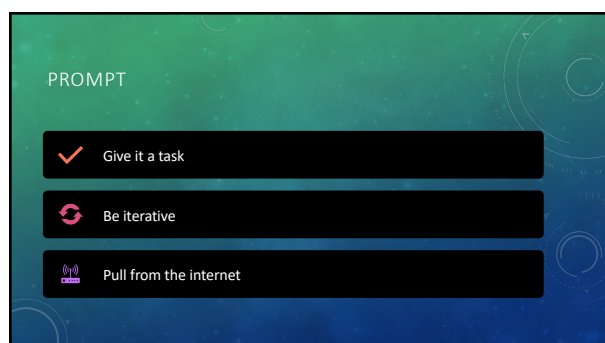 PROMPT
Give it a task
Be iterative
Pull from the internet